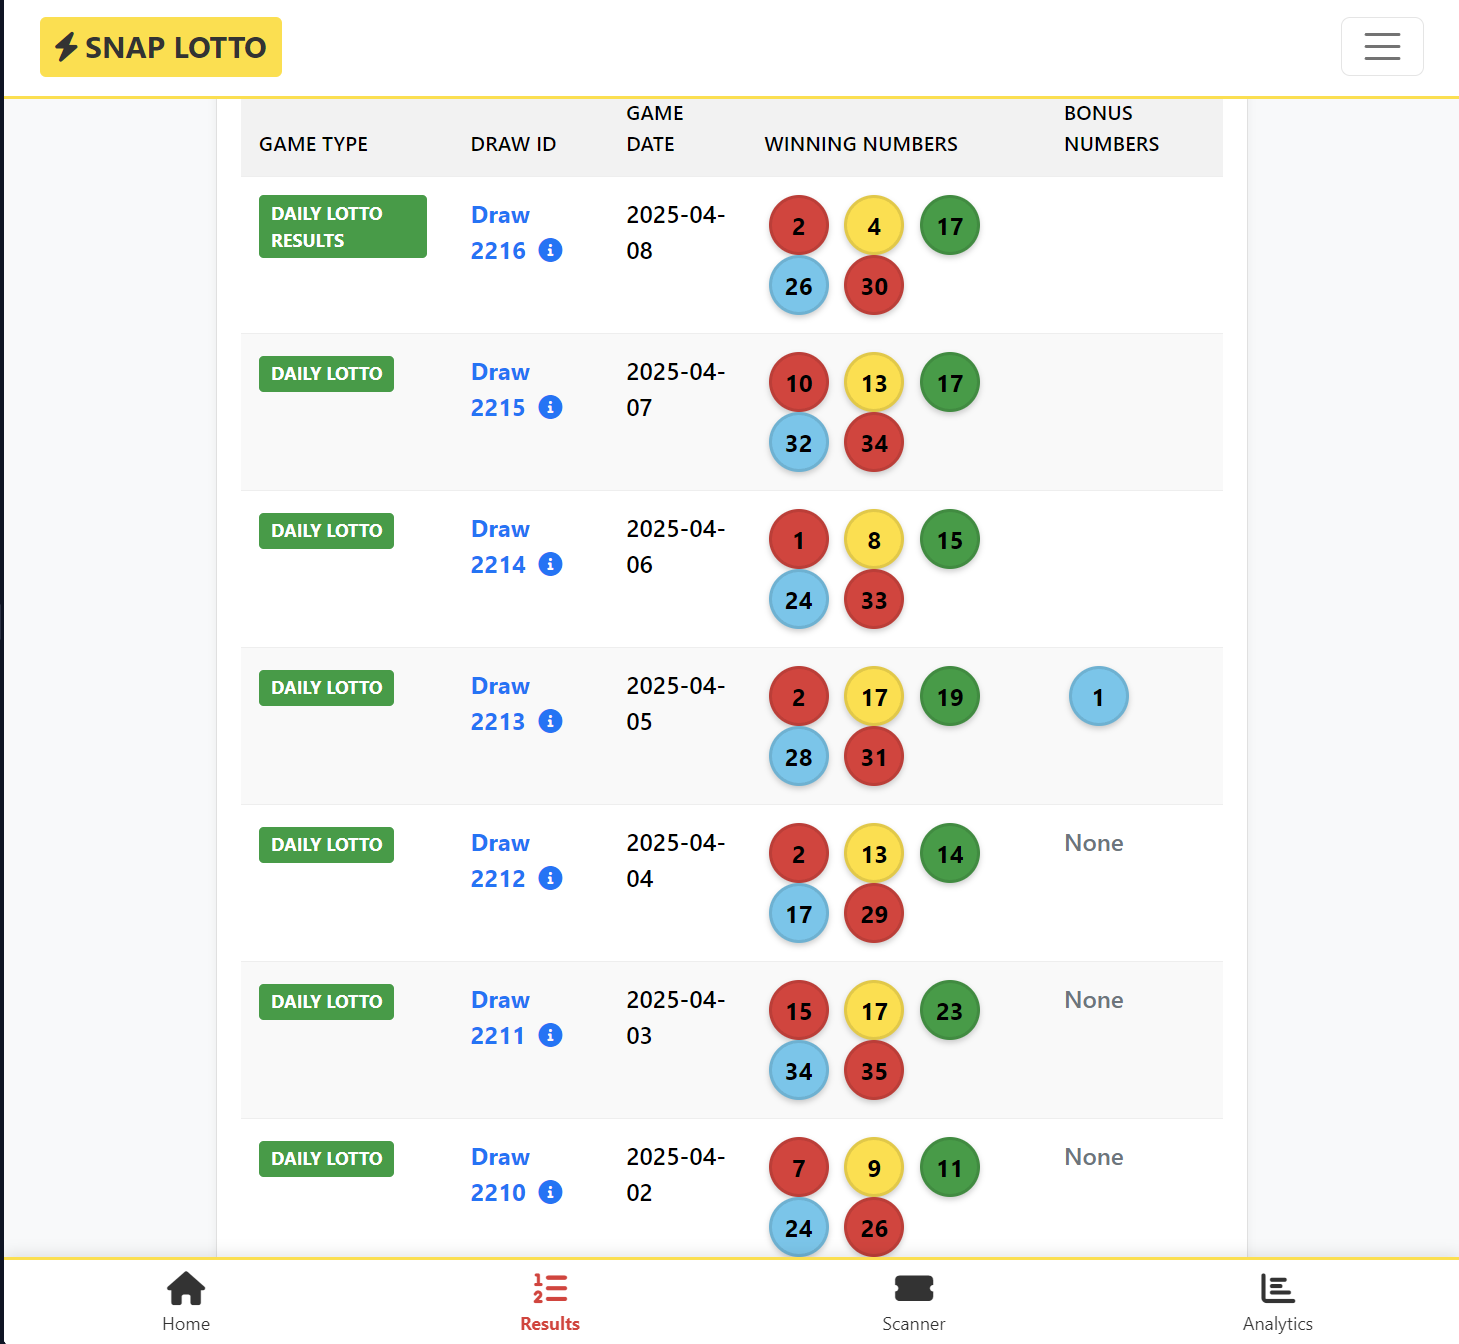 SNAP LOTTO
GAME TYPE DRAW ID GAME DATE WINNING NUMBERS BONUS NUMBERS
DAILY LOTTO RESULTS Draw 2216 2025-04-08 2 4 17 26 30
DAILY LOTTO Draw 2215 2025-04-07 10 13 17 32 34
DAILY LOTTO Draw 2214 2025-04-06 1 8 15 24 33
DAILY LOTTO Draw 2213 2025-04-05 2 17 19 28 31 1
DAILY LOTTO Draw 2212 2025-04-04 2 13 14 17 29 None
DAILY LOTTO Draw 2211 2025-04-03 15 17 23 34 35 None
DAILY LOTTO Draw 2210 2025-04-02 7 9 11 24 26 None
Home Results Scanner Analytics